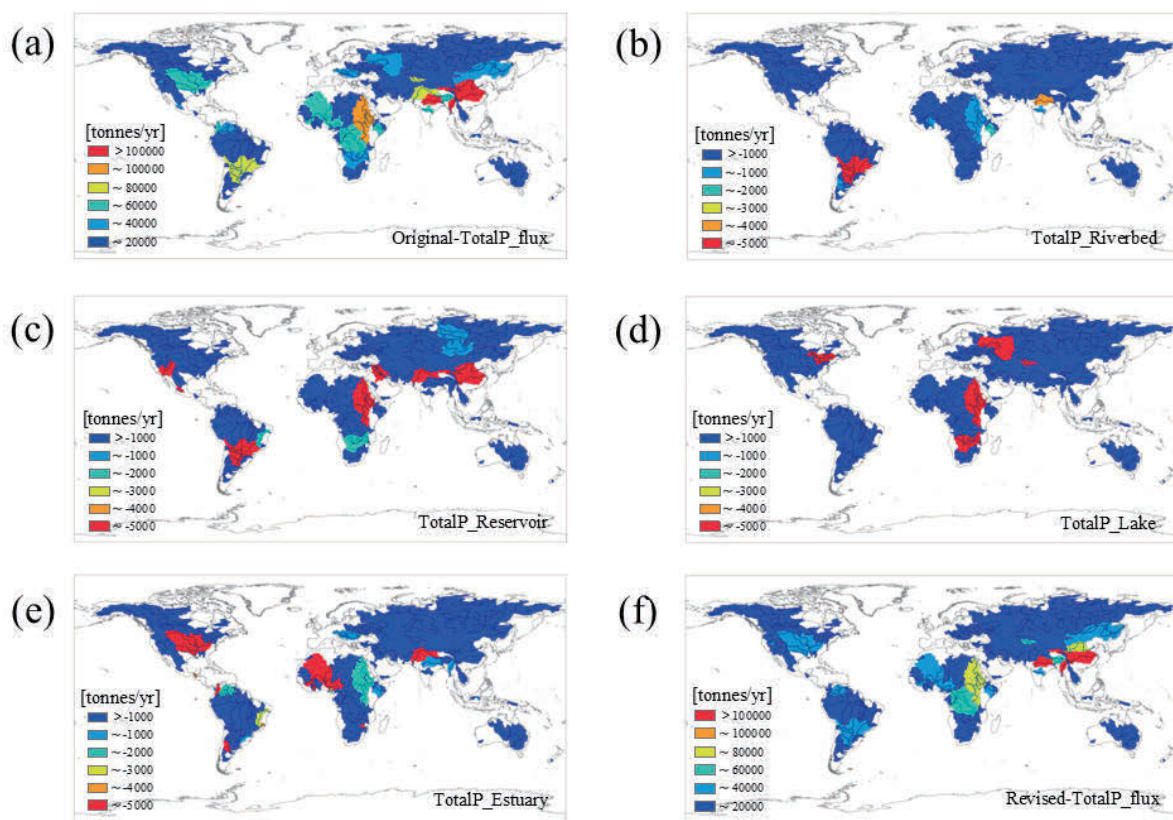 (a)
[tonnes/yr]
>100000
~100000
~80000
~60000
~40000
~20000
Original-TotalP_flux
(b)
[tonnes/yr]
>-1000
~-1000
~-2000
~-3000
~-4000
~-5000
TotalP_Riverbed
(c)
[tonnes/yr]
>-1000
~-1000
~-2000
~-3000
~-4000
~-5000
TotalP_Reservoir
(d)
[tonnes/yr]
>-1000
~-1000
~-2000
~-3000
~-4000
~-5000
TotalP_Lake
(e)
[tonnes/yr]
>-1000
~-1000
~-2000
~-3000
~-4000
~-5000
TotalP_Estuary
(f)
[tonnes/yr]
>100000
~100000
~80000
~60000
~40000
~20000
Revised-TotalP_flux